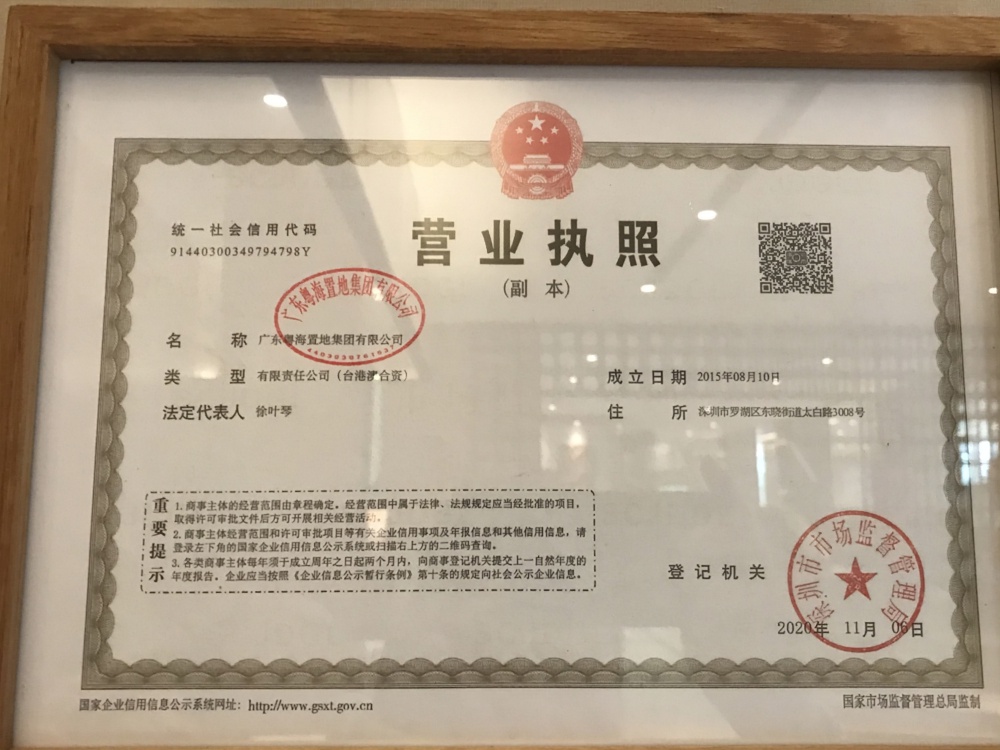 统一社会信用代码
91440300349794798Y
营业执照
(副 本)
广东粤海置地集团有限公司
名 称 广东粤海置地集团有限公司
类 型 有限责任公司（台港澳合资）
法定代表人 徐叶琴
成立日期 2015年08月10日
住 所 深圳市罗湖区东晓街道太白路3008号
重要提示
1.商事主体的经营范围由章程确定。经营范围中属于法律、法规规定应当经批准的项目，
取得许可审批文件后方可开展相关经营活动。
2.商事主体经营范围和许可审批项目等有关企业信用事项及年报信息和其他信用信息，请
登录左下角的国家企业信用信息公示系统或扫描右上方的二维码查询。
3.各类商事主体每年须于成立周年之日起两个月内，向商事登记机关提交上一自然年度的
年度报告。企业应当按照《企业信息公示暂行条例》第十条的规定向社会公示企业信息。
登记机关
深圳市市场监督管理局
2020年 11月 06日
国家企业信用信息公示系统网址：http://www.gsxt.gov.cn
国家市场监督管理总局监制